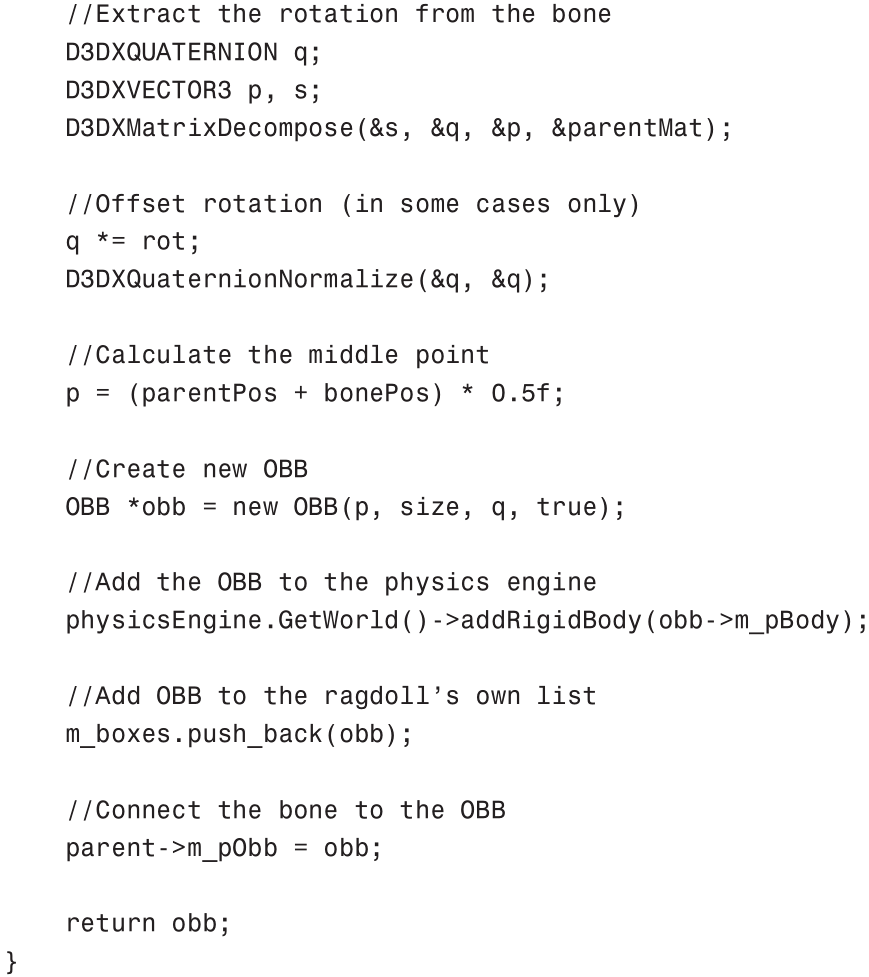 //Extract the rotation from the bone
D3DXQUATERNION q;
D3DXVECTOR3 p, s;
D3DXMatrixDecompose(&s, &q, &p, &parentMat);
//Offset rotation (in some cases only)
q *= rot;
D3DXQuaternionNormalize(&q, &q);
//Calculate the middle point
p = (parentPos + bonePos) * 0.5f;
//Create new OBB
OBB *obb = new OBB(p, size, q, true);
//Add the OBB to the physics engine
physicsEngine.GetWorld()->addRigidBody(obb->m_pBody);
//Add OBB to the ragdoll’s own list
m_boxes.push_back(obb);
//Connect the bone to the OBB
parent->m_pObb = obb;
return obb;
}